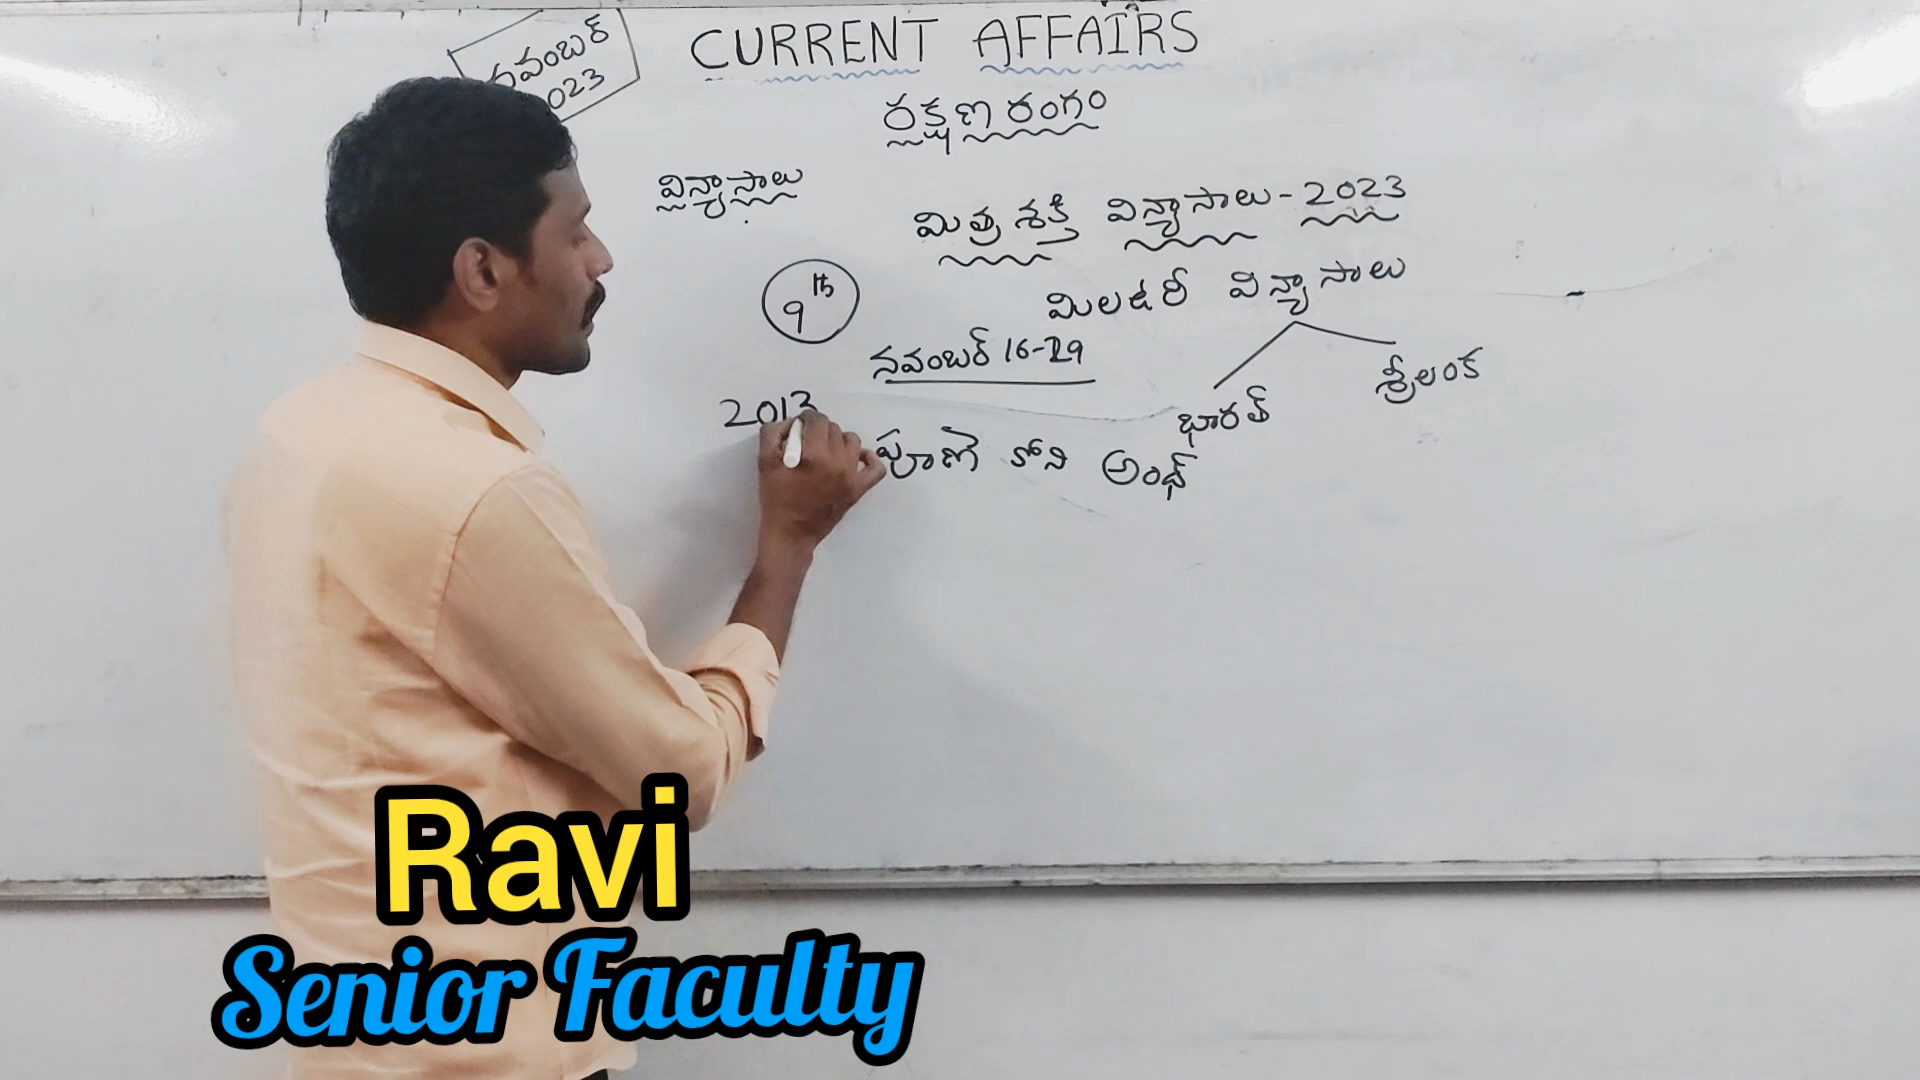 నవంబర్
2023
CURRENT AFFAIRS
రక్షణ రంగం
విన్యాసాలు
మిత్ర శక్తి విన్యాసాలు - 2023
9th
మిలటరీ విన్యాసాలు
నవంబర్ 16-29
శ్రీలంక
భారత్
2013
పూణె కోని అంధ్
Ravi
Senior Faculty